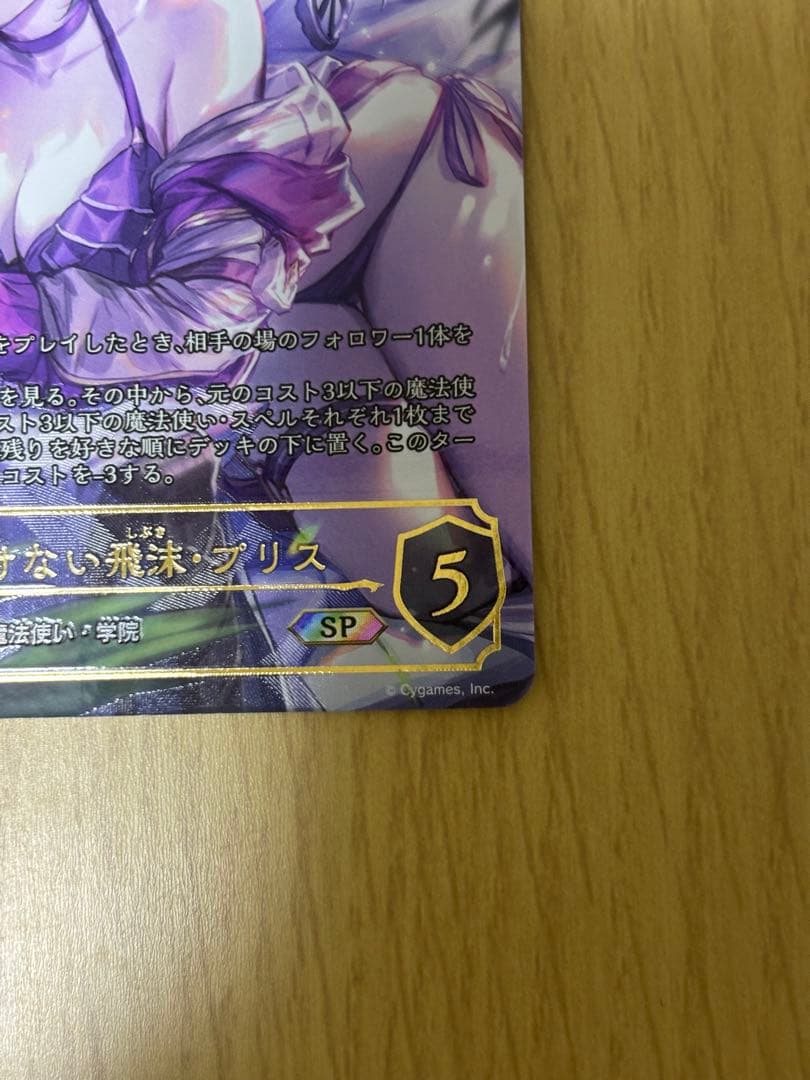 をプレイしたとき、相手の場のフォロワー1体を
を見る。その中から、元のコスト3以下の魔法使
スト3以下の魔法使い・スペルそれぞれ1枚まで
残りを好きな順にデッキの下に置く。このター
コストを-3する。
しぶき
けない飛沫・プリス
5
魔法使い・学院
SP
© Cygames, Inc.